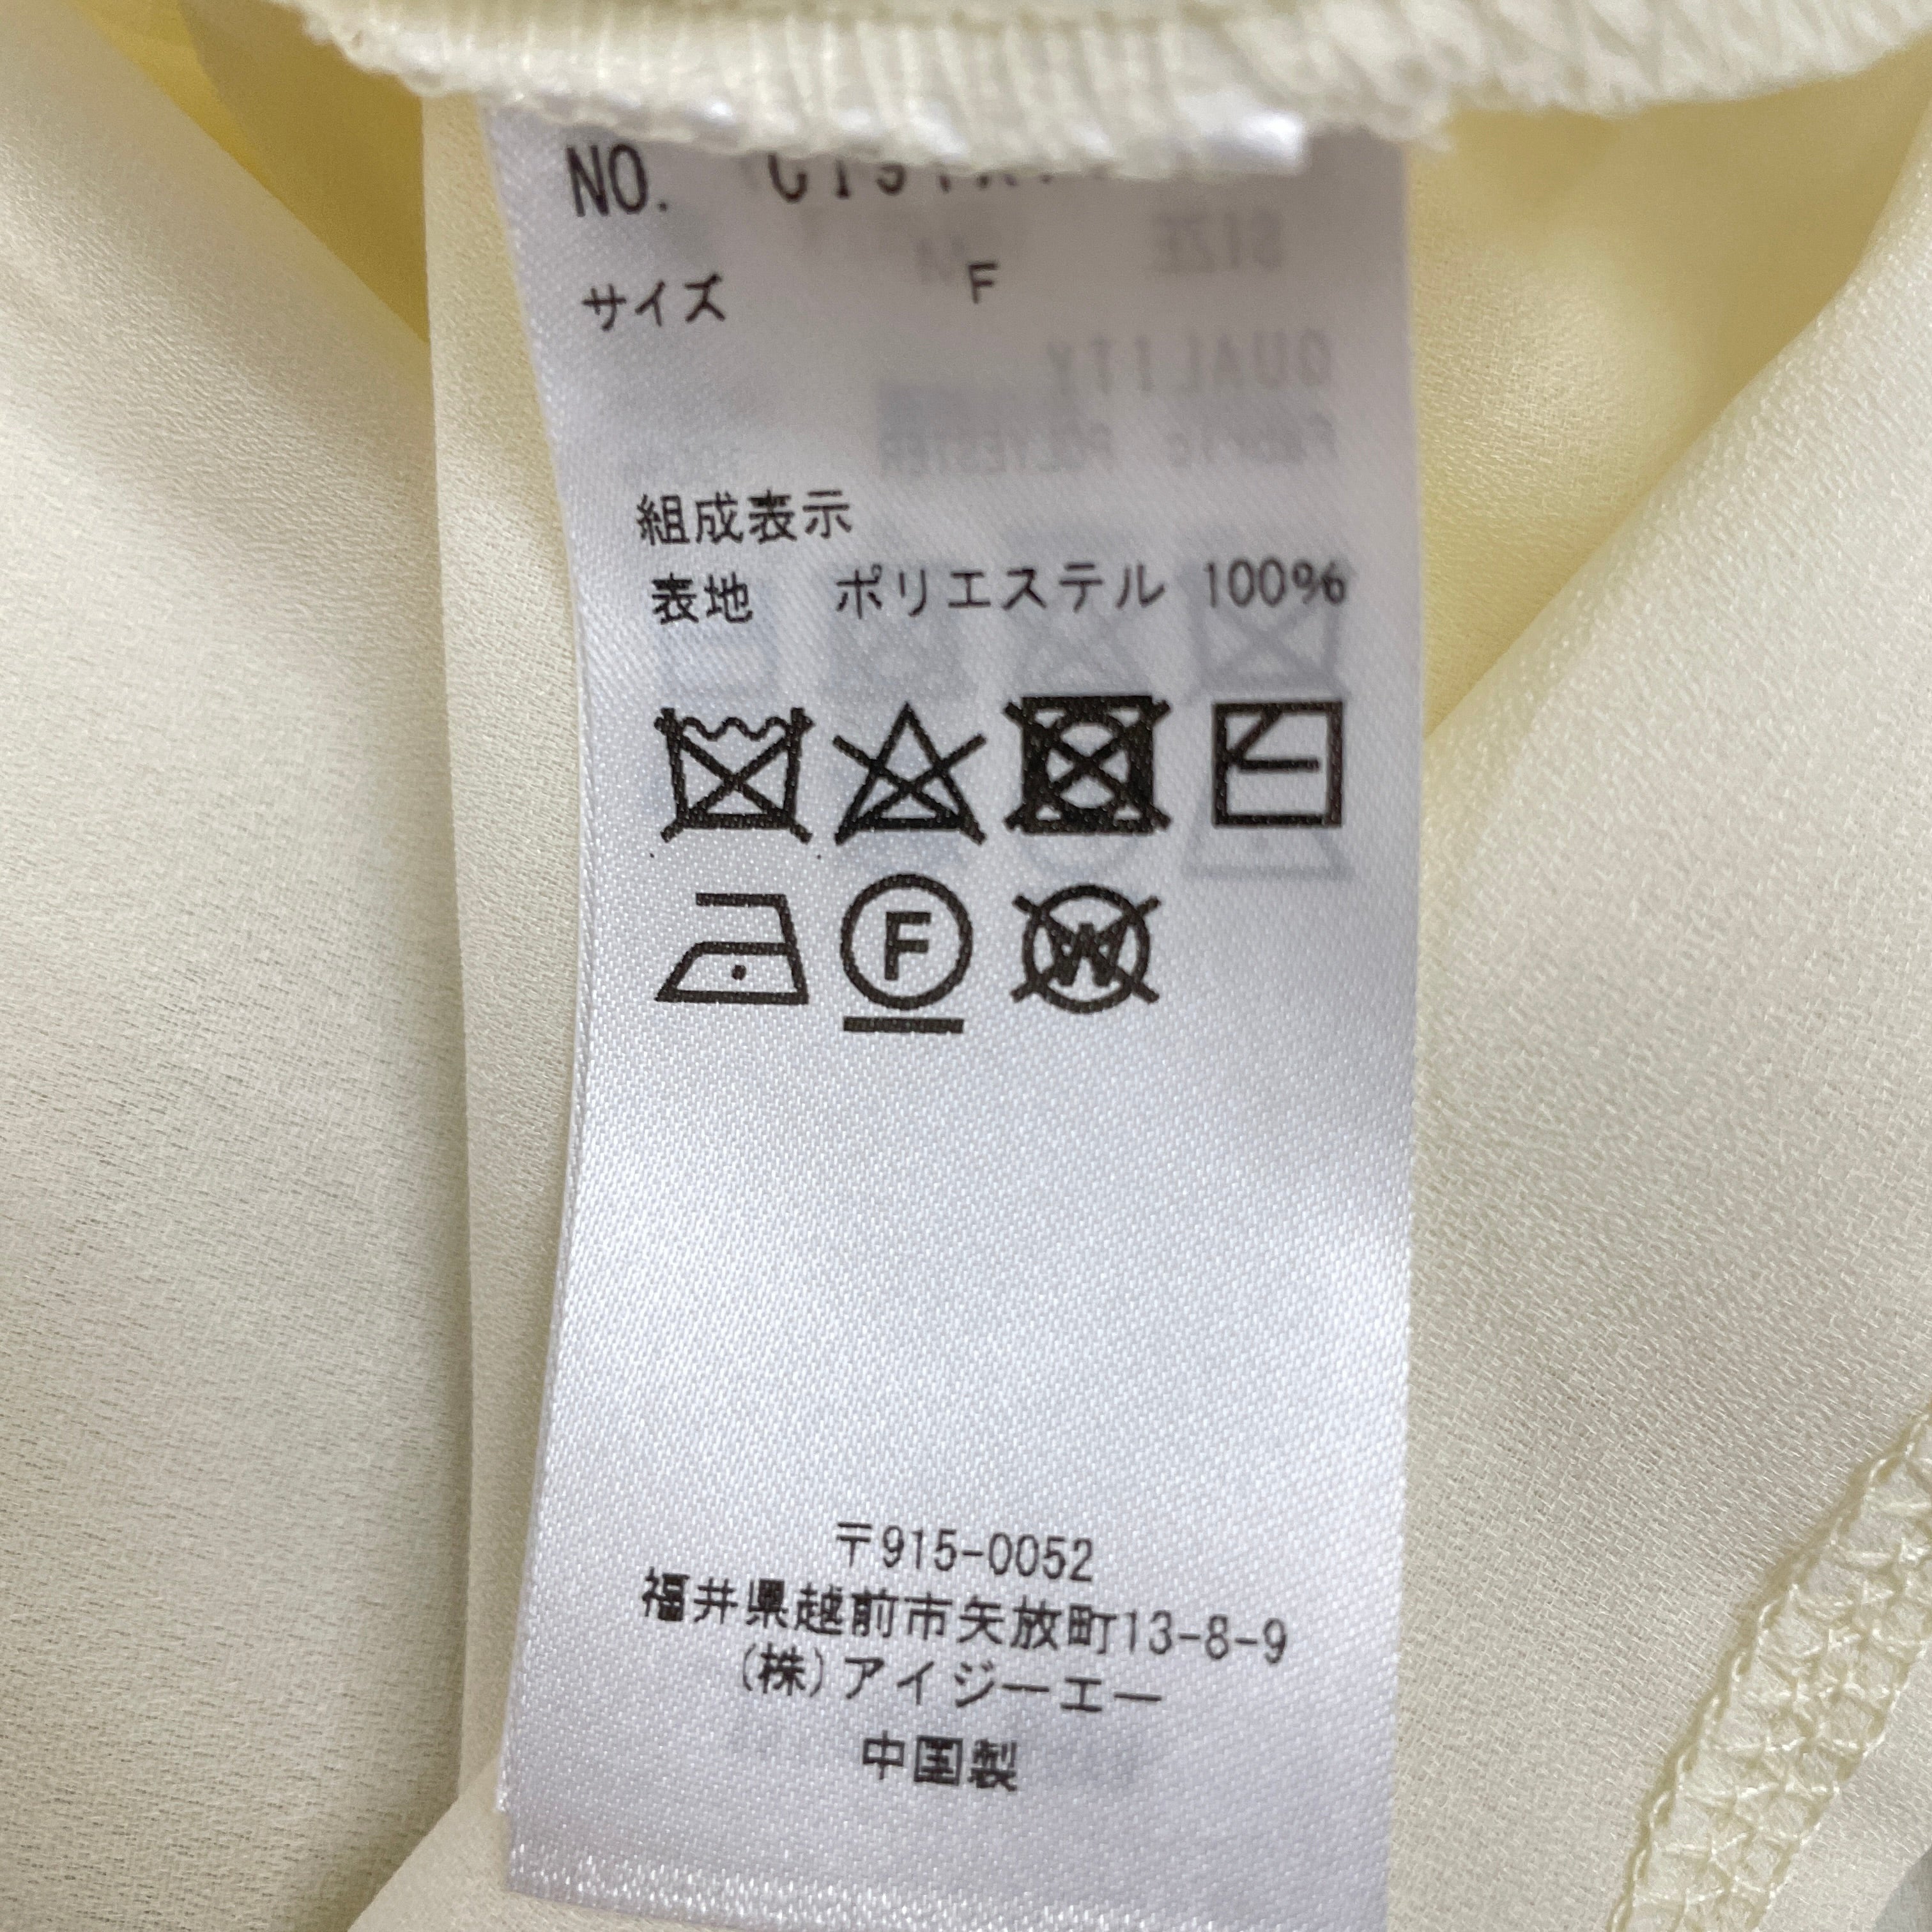 NO.
サイズ F
組成表示
表地 ポリエステル 100%
F
W
〒915-0052
福井県越前市矢放町13-8-9
(株)アイジーエー
中国製